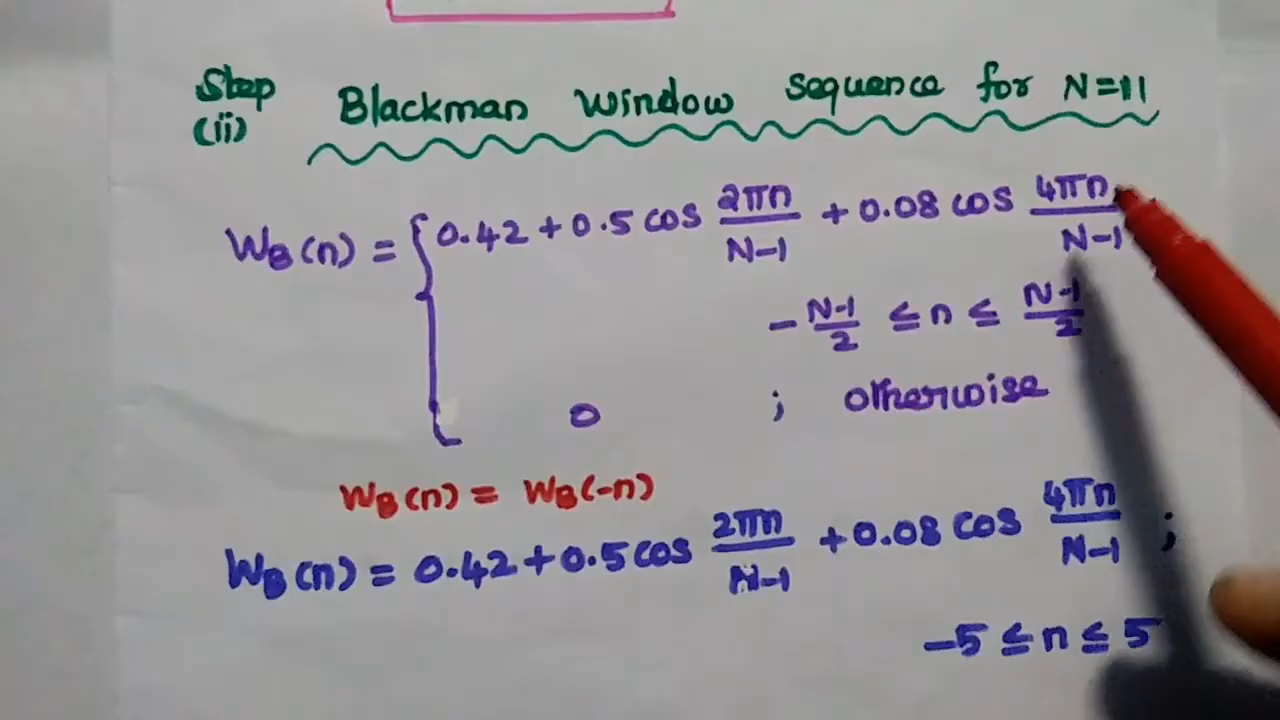 Step (ii) Blackman Window sequence for N=11
W_B(n) = { 0.42 + 0.5 cos 2πn/N-1 + 0.08 cos 4πn/N-1
-N-1/2 ≤ n ≤ N-1/2
0 ; otherwise
W_B(n) = W_B(-n)
W_B(n) = 0.42 + 0.5 cos 2πn/N-1 + 0.08 cos 4πn/N-1 ;
-5 ≤ n ≤ 5